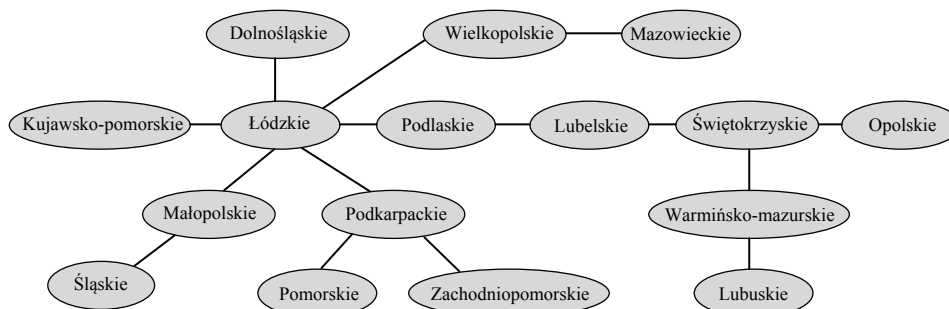 Dolnośląskie
Wielkopolskie
Mazowieckie
Kujawsko-pomorskie
Łódzkie
Podlaskie
Lubelskie
Świętokrzyskie
Opolskie
Małopolskie
Podkarpackie
Warmińsko-mazurskie
Śląskie
Pomorskie
Zachodniopomorskie
Lubuskie